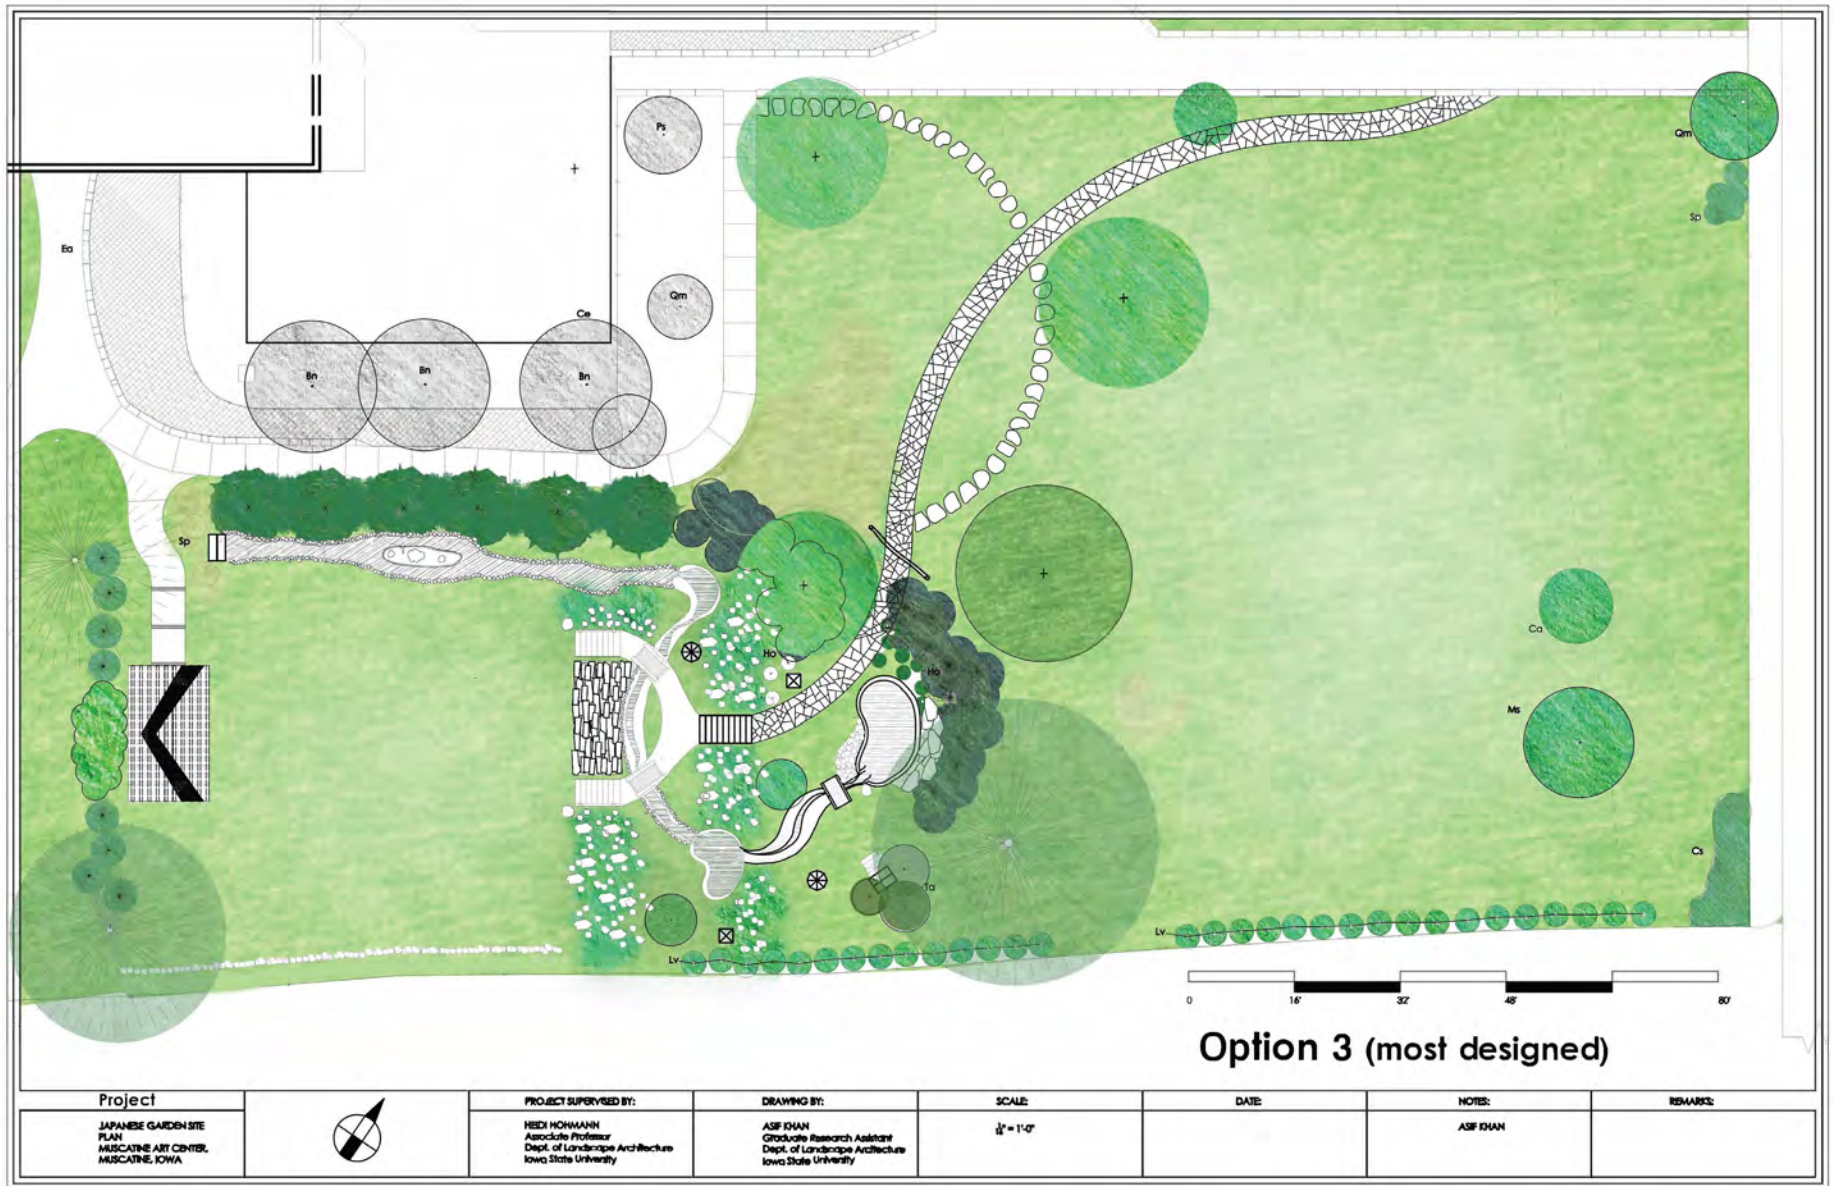 Ps
Qm
Sp
Ea
Qm
Ce
Bn
Bn
Bn
Sp
Ca
Ho
Ho
Ms
Cs
Ta
Lv
Lv
0 16' 32' 48' 80'
Option 3 (most designed)
Project
JAPANESE GARDEN SITE
PLAN
MUSCATINE ART CENTER,
MUSCATINE, IOWA
PROJECT SUPERVISED BY:
HEIDI HOHMANN
Associate Professor
Dept. of Landscape Architecture
Iowa State University
DRAWING BY:
ASIF KHAN
Graduate Research Assistant
Dept. of Landscape Arctitecture
Iowa State University
SCALE:
= 1'-0"
DATE:
NOTES:
ASIF KHAN
REMARKS: